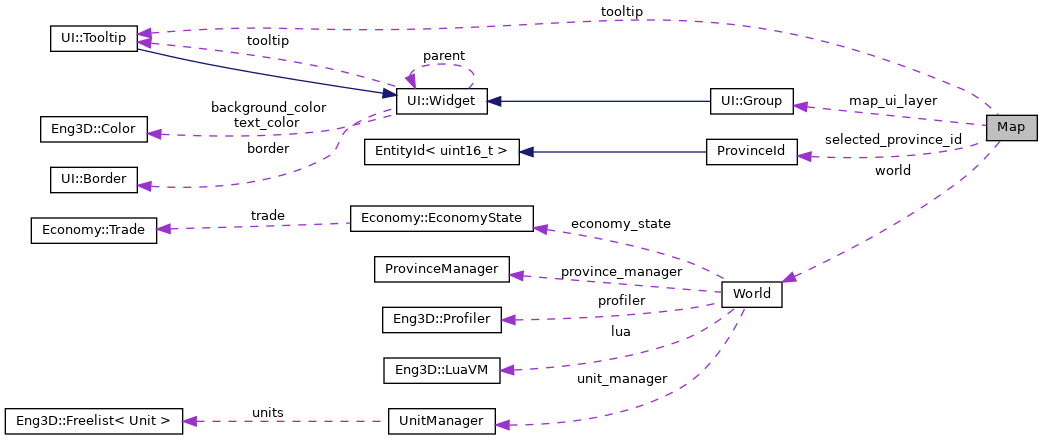 tooltip
UI::Tooltip
tooltip
parent
UI::Widget
UI::Group
map_ui_layer
Map
background_color
text_color
Eng3D::Color
border
EntityId< uint16_t >
ProvinceId
selected_province_id
UI::Border
world
trade
Economy::EconomyState
economy_state
Economy::Trade
ProvinceManager
province_manager
World
profiler
Eng3D::Profiler
lua
Eng3D::LuaVM
unit_manager
Eng3D::Freelist< Unit >
units
UnitManager